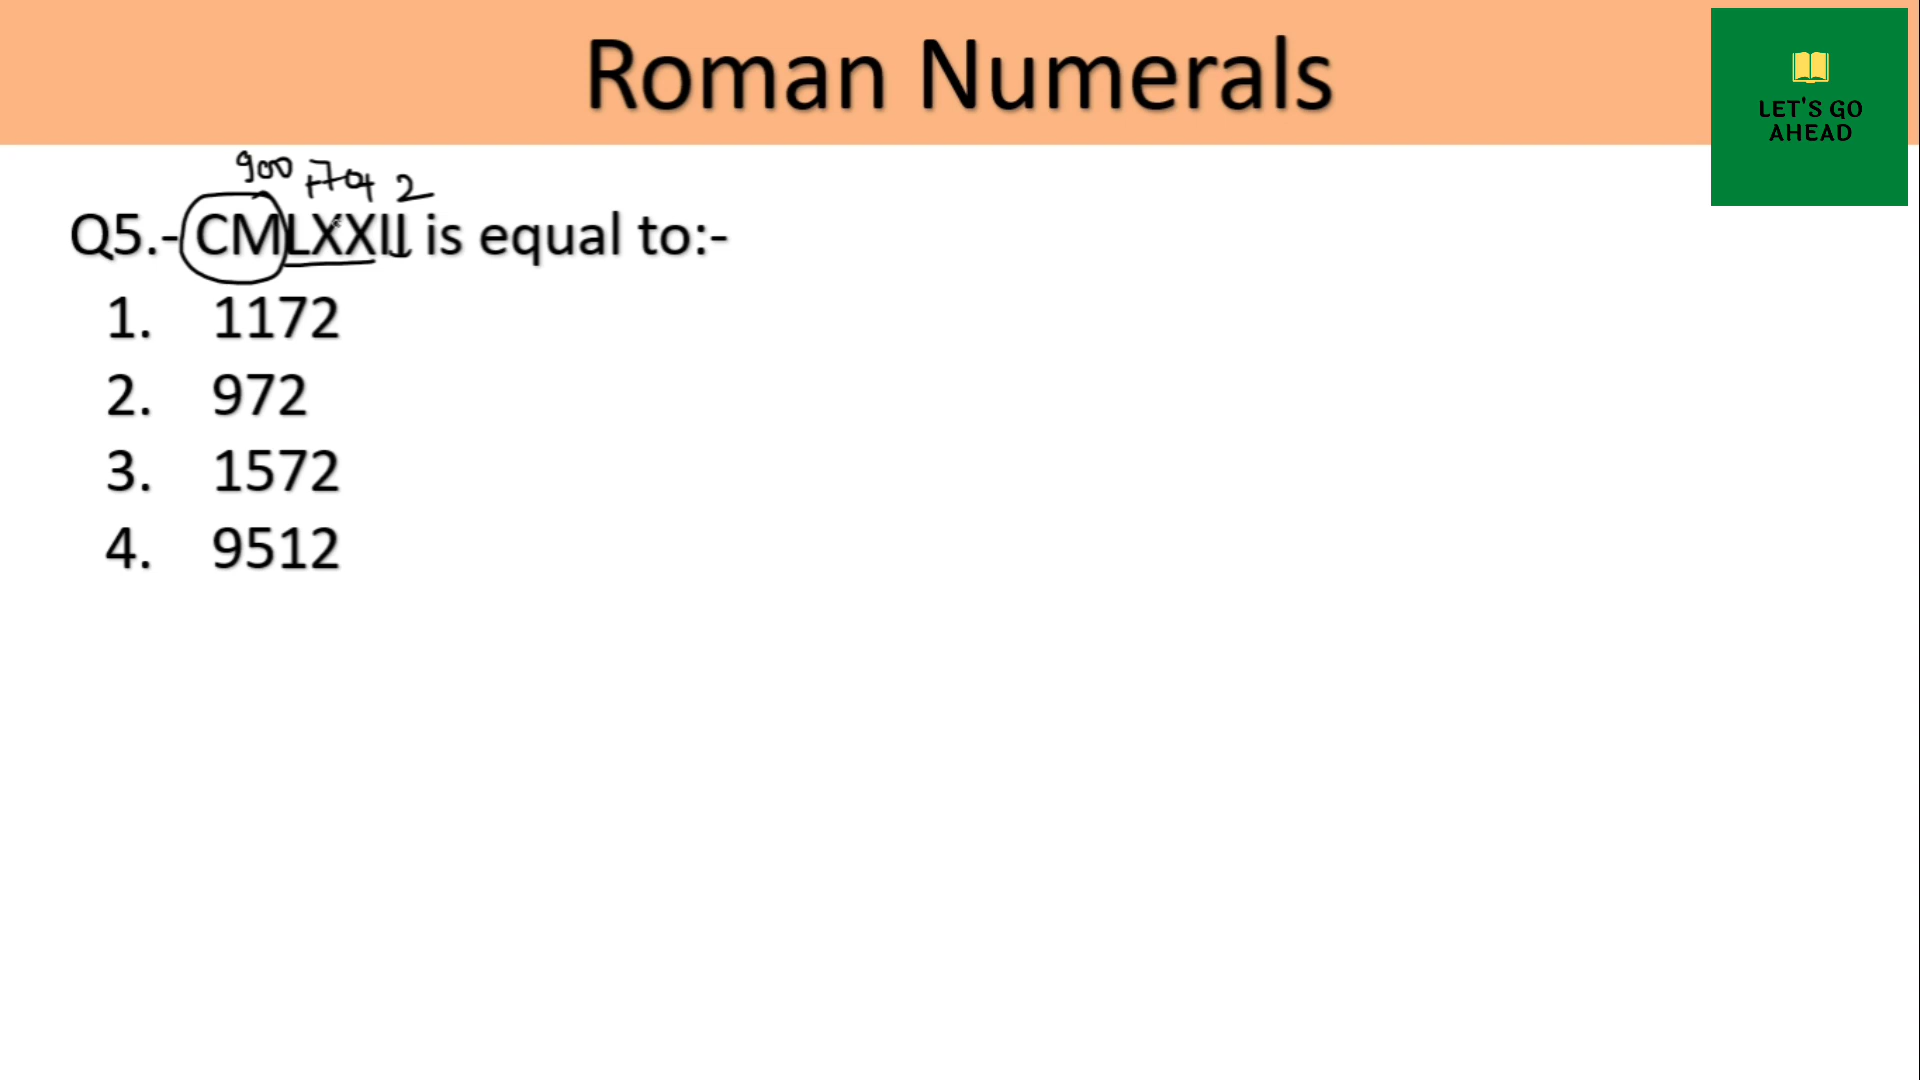 Roman Numerals
LET'S GO
AHEAD
900 +70+ 2
Q5.- CMLXXII is equal to:-
1. 1172
2. 972
3. 1572
4. 9512